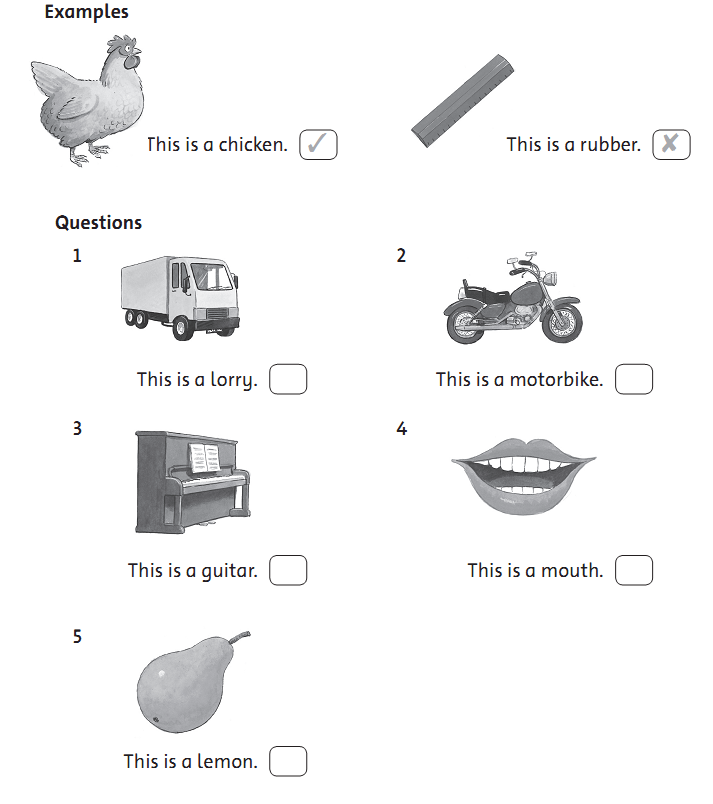 Examples
This is a chicken. ✓
This is a rubber. ✗
Questions
1
2
This is a lorry.
This is a motorbike.
3
4
This is a guitar.
This is a mouth.
5
This is a lemon.